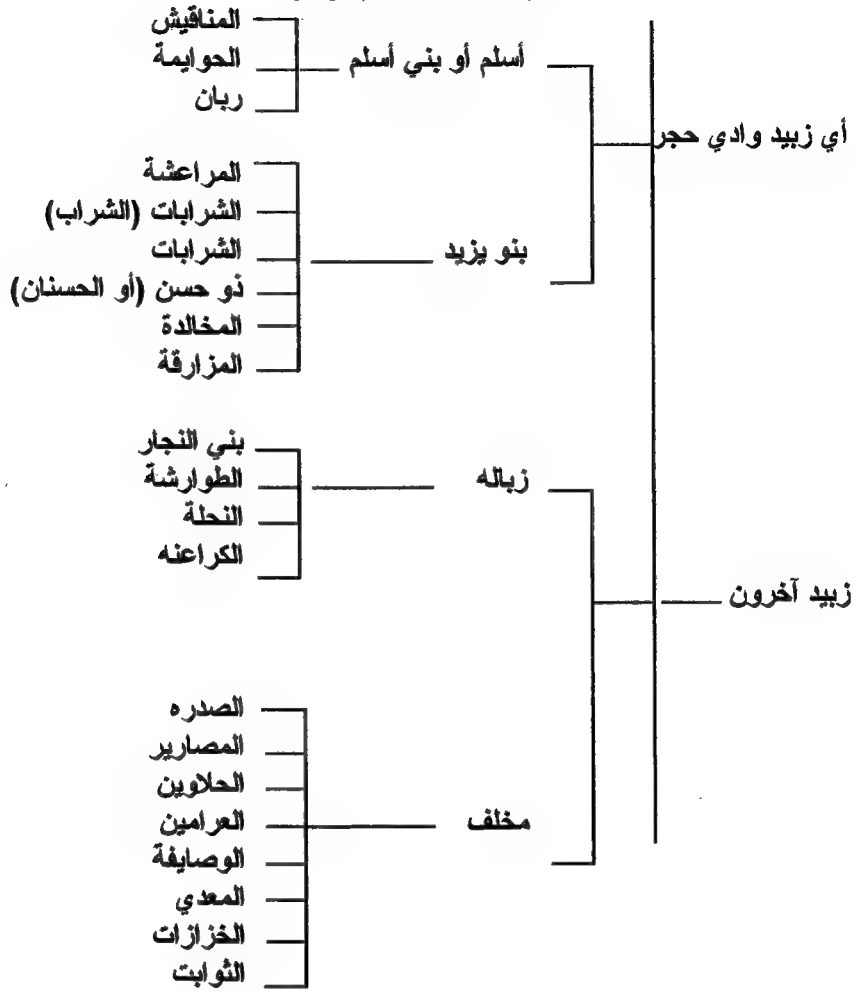 أي زبيد وادي حجر
أسلم أو بني أسلم
المناقيش
الحوايمة
ربان
بنو يزيد
المراعشة
الشرابات (الشراب)
الشرابات
ذو حسن (أو الحسنان)
المخالدة
المزارقة
زبيد آخرون
زباله
بني النجار
الطوارشة
النحلة
الكراعنه
مخلف
الصدره
المصارير
الحلاوين
العرامين
الوصايفة
المعدي
الخزازات
الثوابت